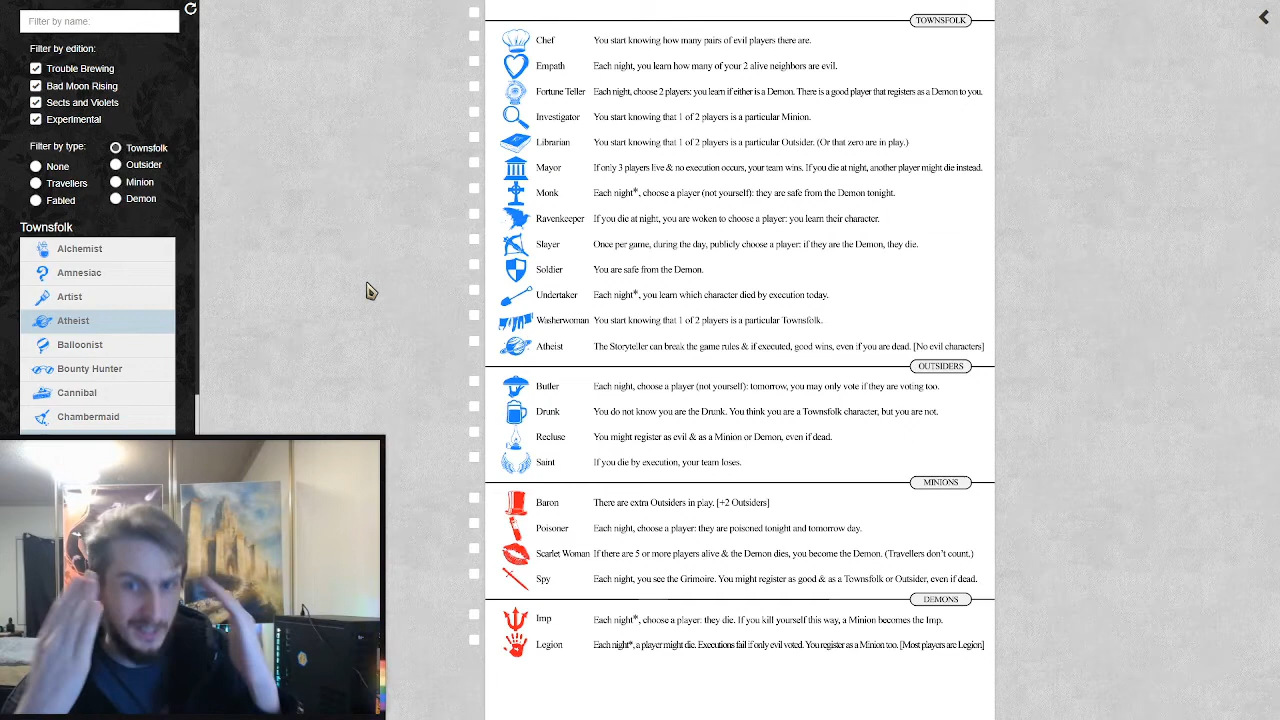 Filter by name:
Filter by edition:
Trouble Brewing
Bad Moon Rising
Sects and Violets
Experimental
Filter by type:
Townsfolk
None
Outsider
Travellers
Minion
Fabled
Demon
Townsfolk
Alchemist
Amnesiac
Artist
Atheist
Balloonist
Bounty Hunter
Cannibal
Chambermaid
TOWNSFOLK
Chef You start knowing how many pairs of evil players there are.
Empath Each night, you learn how many of your 2 alive neighbors are evil.
Fortune Teller Each night, choose 2 players: you learn if either is a Demon. There is a good player that registers as a Demon to you.
Investigator You start knowing that 1 of 2 players is a particular Minion.
Librarian You start knowing that 1 of 2 players is a particular Outsider. (Or that zero are in play.)
Mayor If only 3 players live & no execution occurs, your team wins. If you die at night, another player might die instead.
Monk Each night*, choose a player (not yourself): they are safe from the Demon tonight.
Ravenkeeper If you die at night, you are woken to choose a player: you learn their character.
Slayer Once per game, during the day, publicly choose a player: if they are the Demon, they die.
Soldier You are safe from the Demon.
Undertaker Each night*, you learn which character died by execution today.
Washerwoman You start knowing that 1 of 2 players is a particular Townsfolk.
Atheist The Storyteller can break the game rules & if executed, good wins, even if you are dead. [No evil characters]
OUTSIDERS
Butler Each night, choose a player (not yourself): tomorrow, you may only vote if they are voting too.
Drunk You do not know you are the Drunk. You think you are a Townsfolk character, but you are not.
Recluse You might register as evil & as a Minion or Demon, even if dead.
Saint If you die by execution, your team loses.
MINIONS
Baron There are extra Outsiders in play. [+2 Outsiders]
Poisoner Each night, choose a player: they are poisoned tonight and tomorrow day.
Scarlet Woman If there are 5 or more players alive & the Demon dies, you become the Demon. (Travellers don't count.)
Spy Each night, you see the Grimoire. You might register as good & as a Townsfolk or Outsider, even if dead.
DEMONS
Imp Each night*, choose a player: they die. If you kill yourself this way, a Minion becomes the Imp.
Legion Each night*, a player might die. Executions fail if only evil voted. You register as a Minion too. [Most players are Legion]